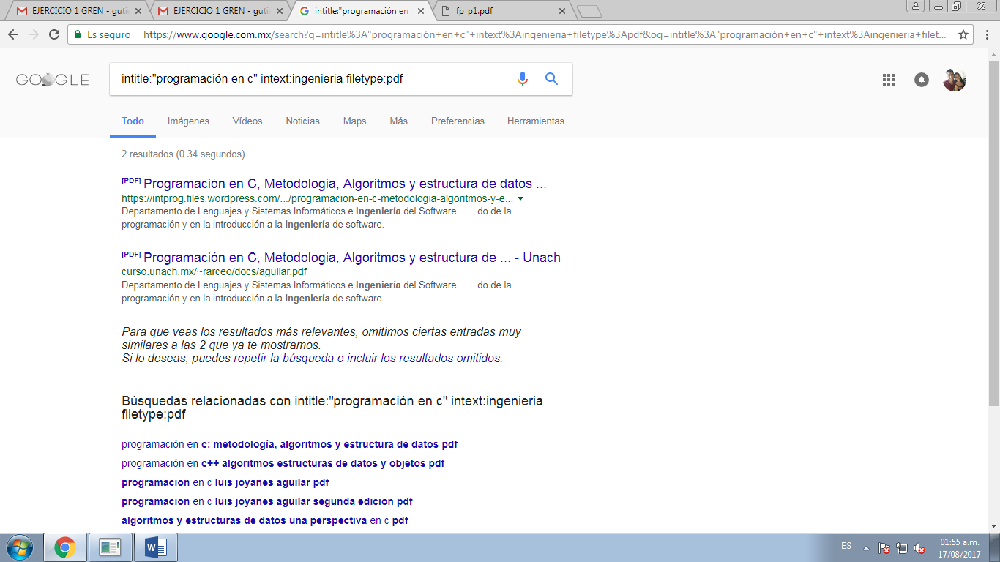 EJERCICIO 1 GREN - guti
EJERCICIO 1 GREN - guti
intitle:"programación en
fp_p1.pdf
Es seguro
https://www.google.com.mx/search?q=intitle%3A"programación+en+c"+intext%3Aingenieria+filetype%3Apdf&oq=intitle%3A"programación+en+c"+intext%3Aingenieria+filet...
GOOGLE
intitle:"programación en c" intext:ingenieria filetype:pdf
Todo Imágenes Vídeos Noticias Maps Más Preferencias Herramientas
2 resultados (0.34 segundos)
[PDF] Programación en C, Metodologia, Algoritmos y estructura de datos ...
https://intprog.files.wordpress.com/.../programacion-en-c-metodologia-algoritmos-y-e...
Departamento de Lenguajes y Sistemas Informáticos e Ingeniería del Software ...... do de la
programación y en la introducción a la ingeniería de software.
[PDF] Programación en C, Metodologia, Algoritmos y estructura de ... - Unach
curso.unach.mx/~rarceo/docs/aguilar.pdf
Departamento de Lenguajes y Sistemas Informáticos e Ingeniería del Software ...... do de la
programación y en la introducción a la ingeniería de software.
Para que veas los resultados más relevantes, omitimos ciertas entradas muy
similares a las 2 que ya te mostramos.
Si lo deseas, puedes repetir la búsqueda e incluir los resultados omitidos.
Búsquedas relacionadas con intitle:"programación en c" intext:ingenieria
filetype:pdf
programación en c: metodología, algoritmos y estructura de datos pdf
programación en c++ algoritmos estructuras de datos y objetos pdf
programacion en c luis joyanes aguilar pdf
programacion en c luis joyanes aguilar segunda edicion pdf
algoritmos y estructuras de datos una perspectiva en c pdf
ES
01:55 a.m.
17/08/2017